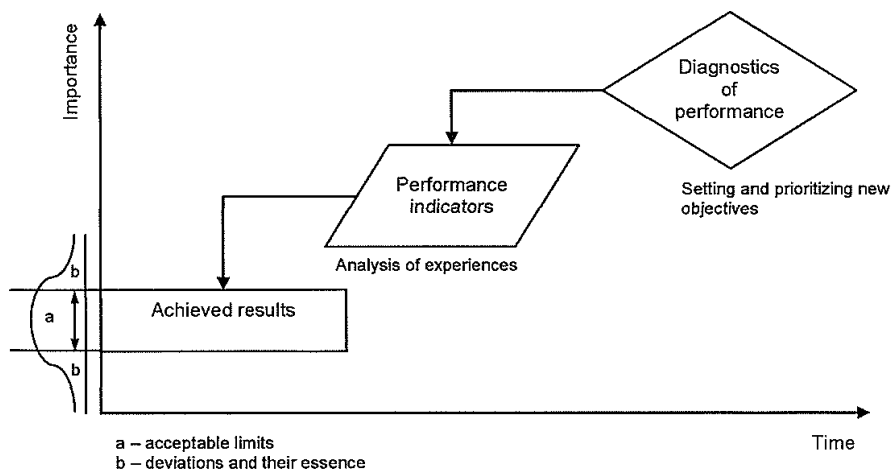 Importance
Diagnostics
of
performance
Setting and prioritizing new
objectives
Performance
indicators
Analysis of experiences
b
a
b
Achieved results
Time
a – acceptable limits
b – deviations and their essence